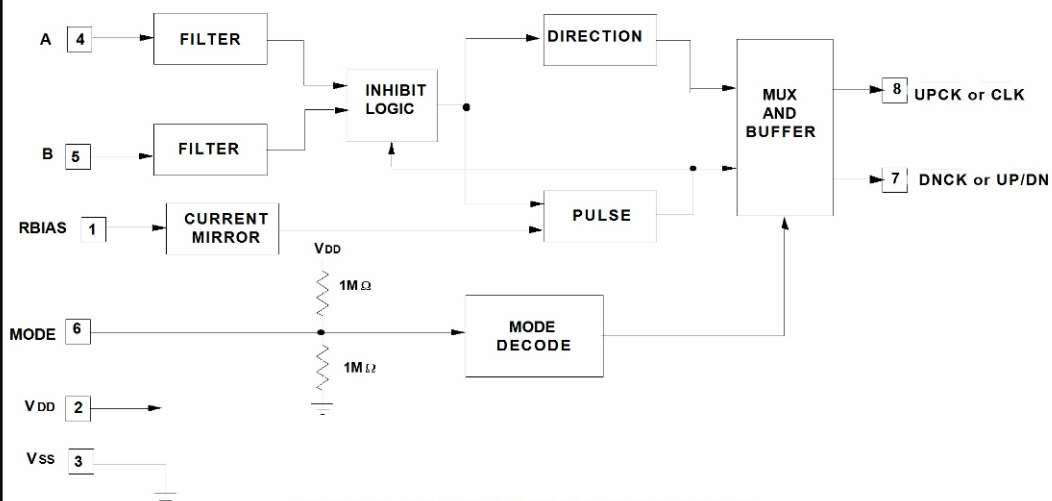 A 4 FILTER
DIRECTION
INHIBIT
LOGIC
MUX
AND
BUFFER
8 UPCK or CLK
B 5 FILTER
7 DNCK or UP/DN
RBIAS 1 CURRENT
MIRROR
PULSE
VDD
1MΩ
MODE 6
MODE
DECODE
1MΩ
VDD 2
VSS 3